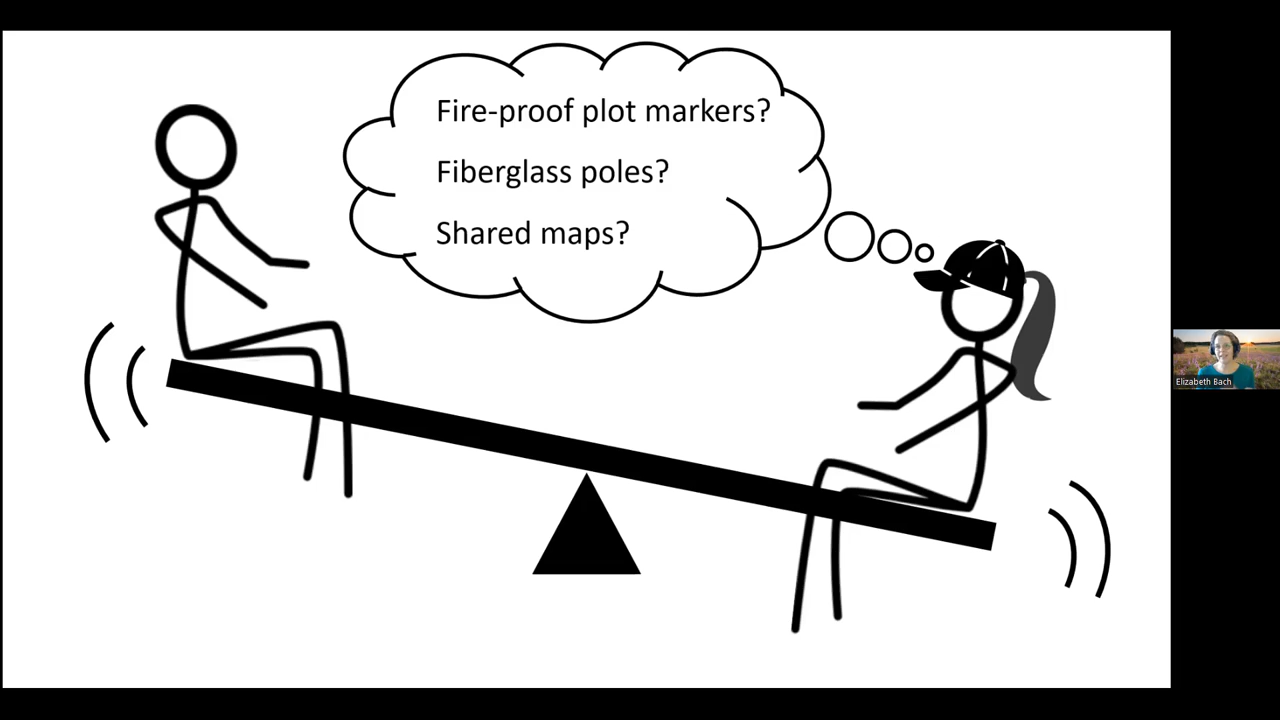 Fire-proof plot markers?
Fiberglass poles?
Shared maps?
Elizabeth Bach